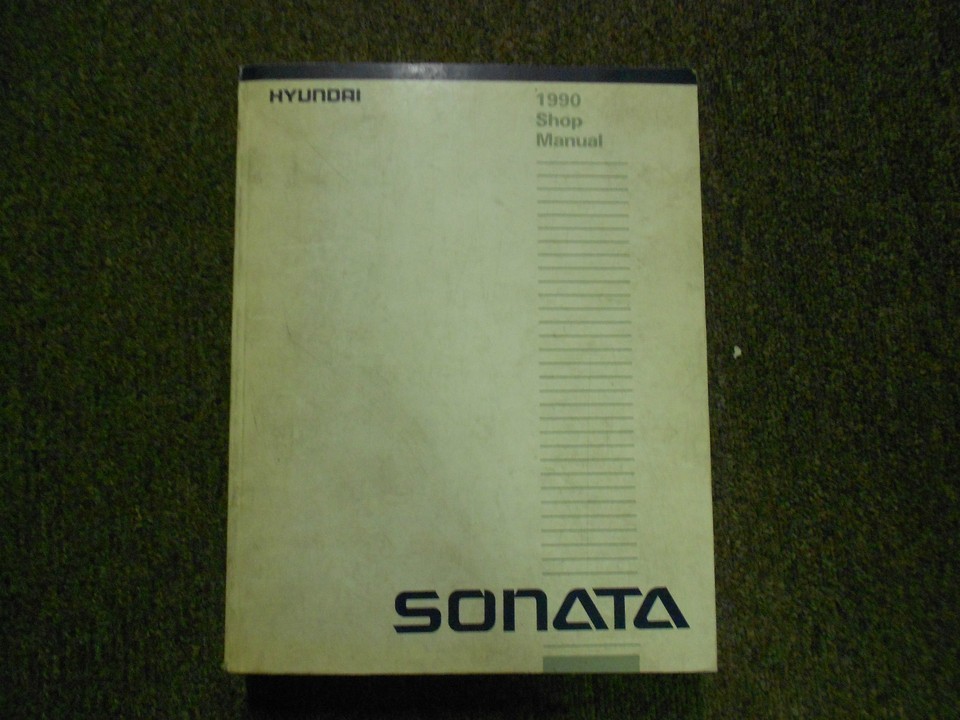 HYUNDAI
1990
Shop
Manual
SONATA